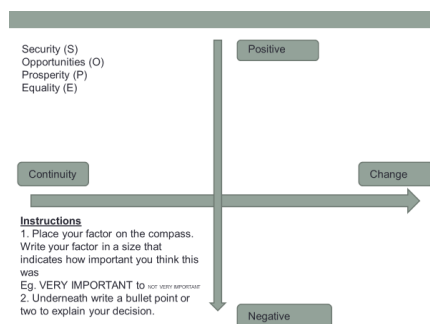 Security (S)
Opportunities (O)
Prosperity (P)
Equality (E)
Positive
Continuity
Change
Instructions
1. Place your factor on the compass.
Write your factor in a size that
indicates how important you think this
was
Eg. VERY IMPORTANT to NOT VERY IMPORTANT
2. Underneath write a bullet point or
two to explain your decision.
Negative